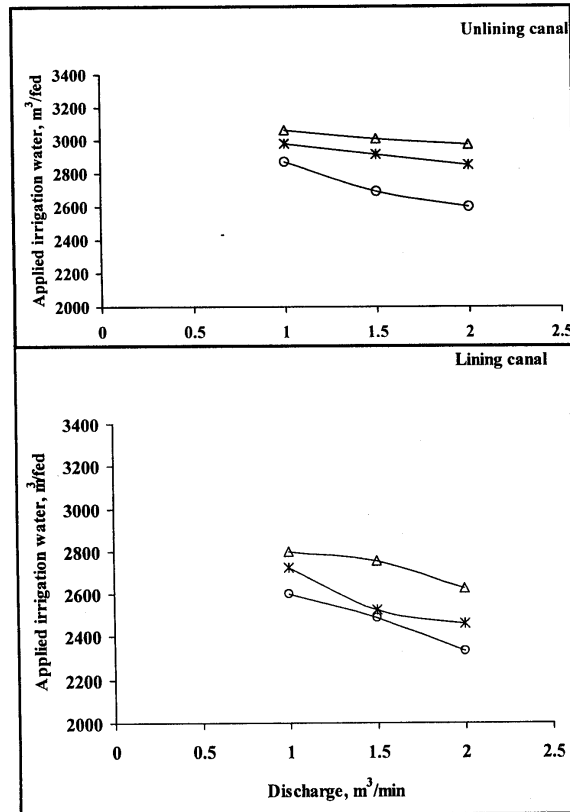 Unlining canal
Applied irrigation water, m³/fed
3400
3200
3000
2800
2600
2400
2200
2000
0 0.5 1 1.5 2 2.5
Lining canal
Applied irrigation water, m³/fed
3400
3200
3000
2800
2600
2400
2200
2000
0 0.5 1 1.5 2 2.5
Discharge, m³/min